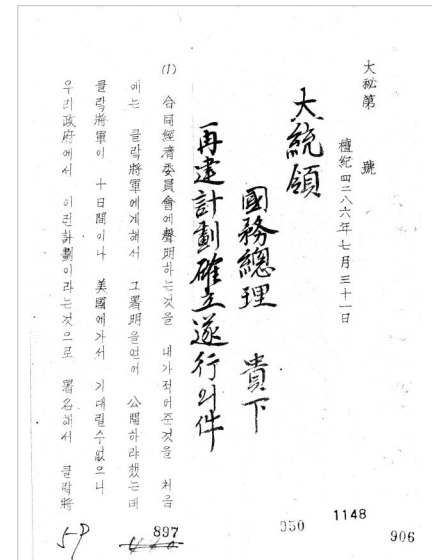 大秘第 號
檀紀四二八六年七月三十一日
大統領
國務總理 貴下
再建計劃確立遂行의件
(1) 合同經濟委員會에聲明하는것을 내가적어준것을 처음
에는 클락將軍에게해서 그署明을얻어 公開하랴했는데
클락將軍이 十日間이나 美國에가서 기대릴수없으니
우리政府에서 이런計劃이라는것으로 署名해서 클락將
5-P
897
950
1148
906